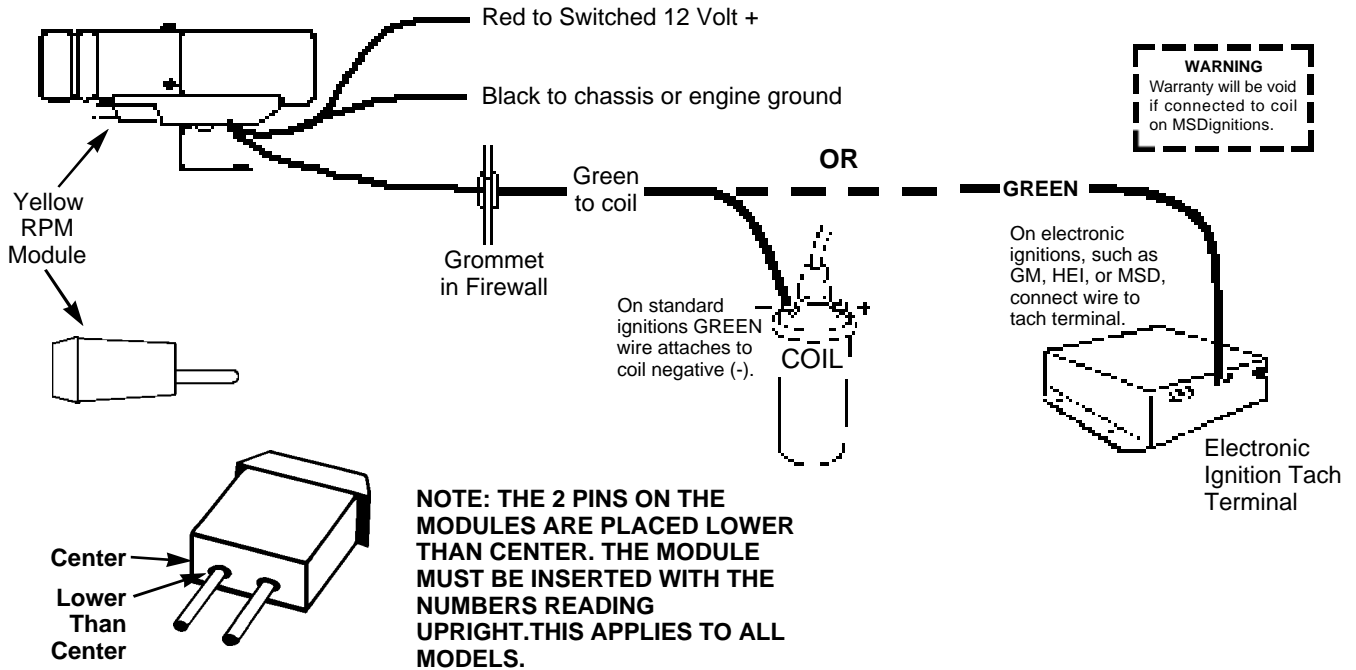 Red to Switched 12 Volt +
Black to chassis or engine ground
WARNING
Warranty will be void
if connected to coil
on MSDignitions.
OR
Yellow
RPM
Module
Green
to coil
GREEN
Grommet
in Firewall
On standard
ignitions GREEN
wire attaches to
coil negative (-).
- +
COIL
On electronic
ignitions, such as
GM, HEI, or MSD,
connect wire to
tach terminal.
Electronic
Ignition Tach
Terminal
Center
Lower
Than
Center
NOTE: THE 2 PINS ON THE
MODULES ARE PLACED LOWER
THAN CENTER. THE MODULE
MUST BE INSERTED WITH THE
NUMBERS READING
UPRIGHT.THIS APPLIES TO ALL
MODELS.